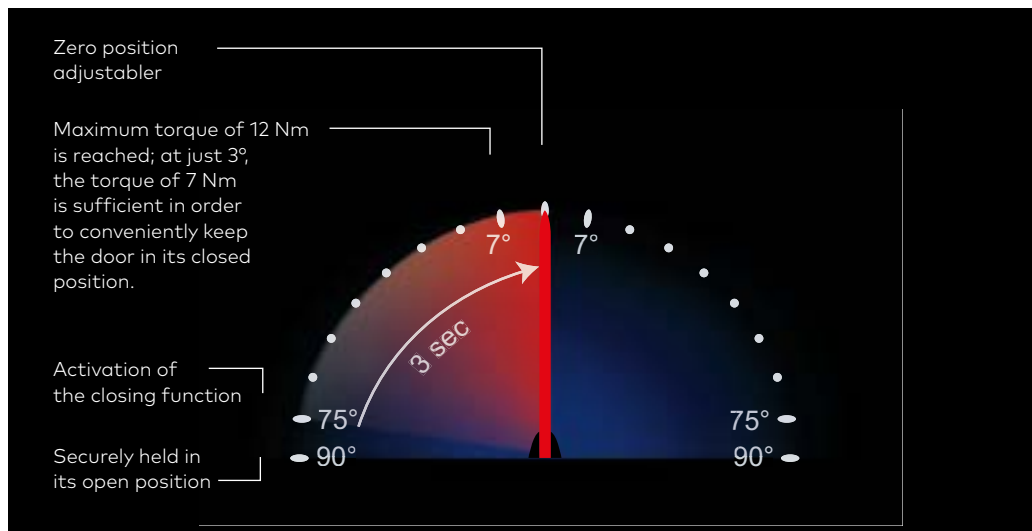 Zero position
adjustabler
Maximum torque of 12 Nm
is reached; at just 3°,
the torque of 7 Nm
is sufficient in order
to conveniently keep
the door in its closed
position.
7°
7°
3 sec
Activation of
the closing function
75°
75°
Securely held in
its open position
90°
90°